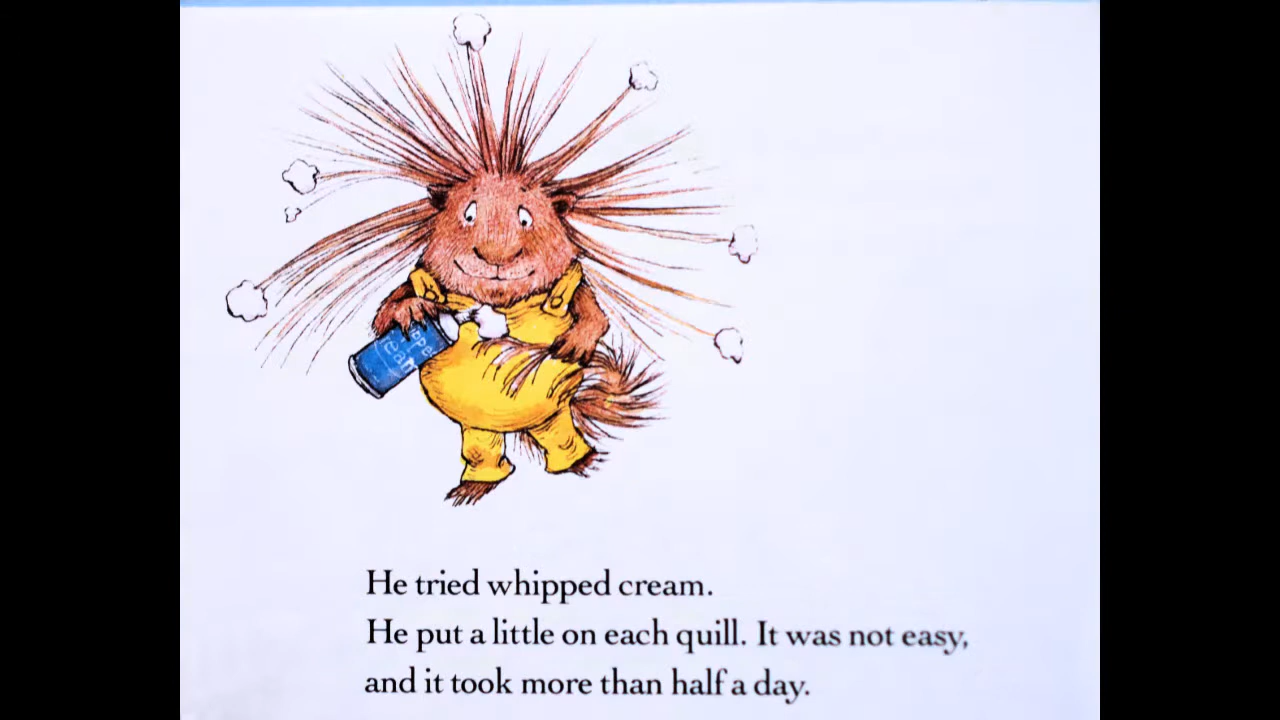 He tried whipped cream.
He put a little on each quill. It was not easy,
and it took more than half a day.